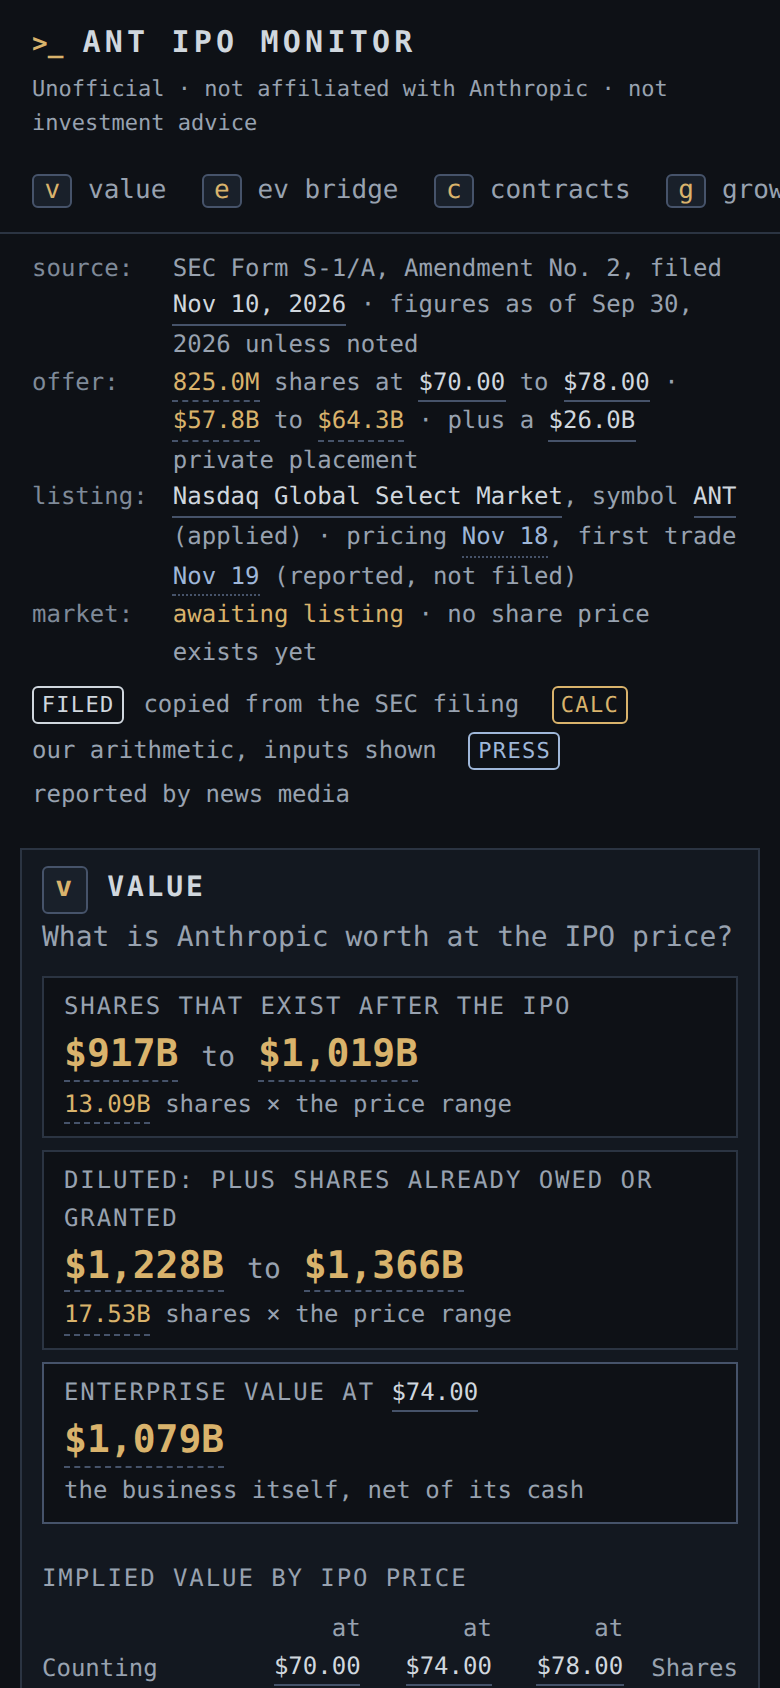 >_ ANT IPO MONITOR
Unofficial · not affiliated with Anthropic · not
investment advice
v value e ev bridge c contracts g grow
source: SEC Form S-1/A, Amendment No. 2, filed
Nov 10, 2026 · figures as of Sep 30,
2026 unless noted
offer: 825.0M shares at $70.00 to $78.00 ·
$57.8B to $64.3B · plus a $26.0B
private placement
listing: Nasdaq Global Select Market, symbol ANT
(applied) · pricing Nov 18, first trade
Nov 19 (reported, not filed)
market: awaiting listing · no share price
exists yet
FILED copied from the SEC filing CALC
our arithmetic, inputs shown PRESS
reported by news media
v VALUE
What is Anthropic worth at the IPO price?
SHARES THAT EXIST AFTER THE IPO
$917B to $1,019B
13.09B shares × the price range
DILUTED: PLUS SHARES ALREADY OWED OR
GRANTED
$1,228B to $1,366B
17.53B shares × the price range
ENTERPRISE VALUE AT $74.00
$1,079B
the business itself, net of its cash
IMPLIED VALUE BY IPO PRICE
at at at
Counting $70.00 $74.00 $78.00 Shares